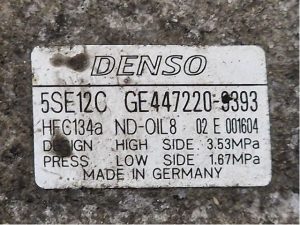 DENSO
5SE12C GE447220-9393
HFC134a ND-OIL8 02 E 001604
DESIGN HIGH SIDE 3.53MPa
PRESS. LOW SIDE 1.67MPa
MADE IN GERMANY